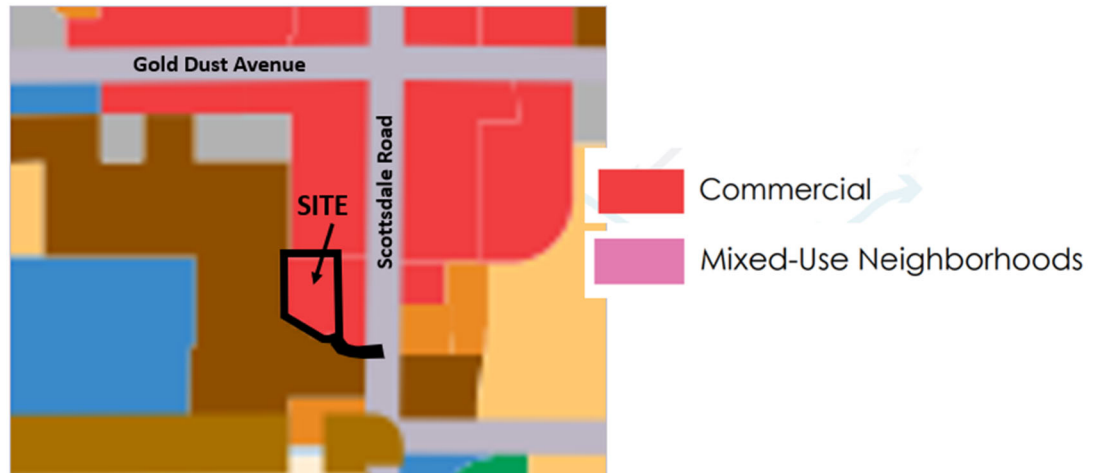 Gold Dust Avenue
Scottsdale Road
SITE
Commercial
Mixed-Use Neighborhoods